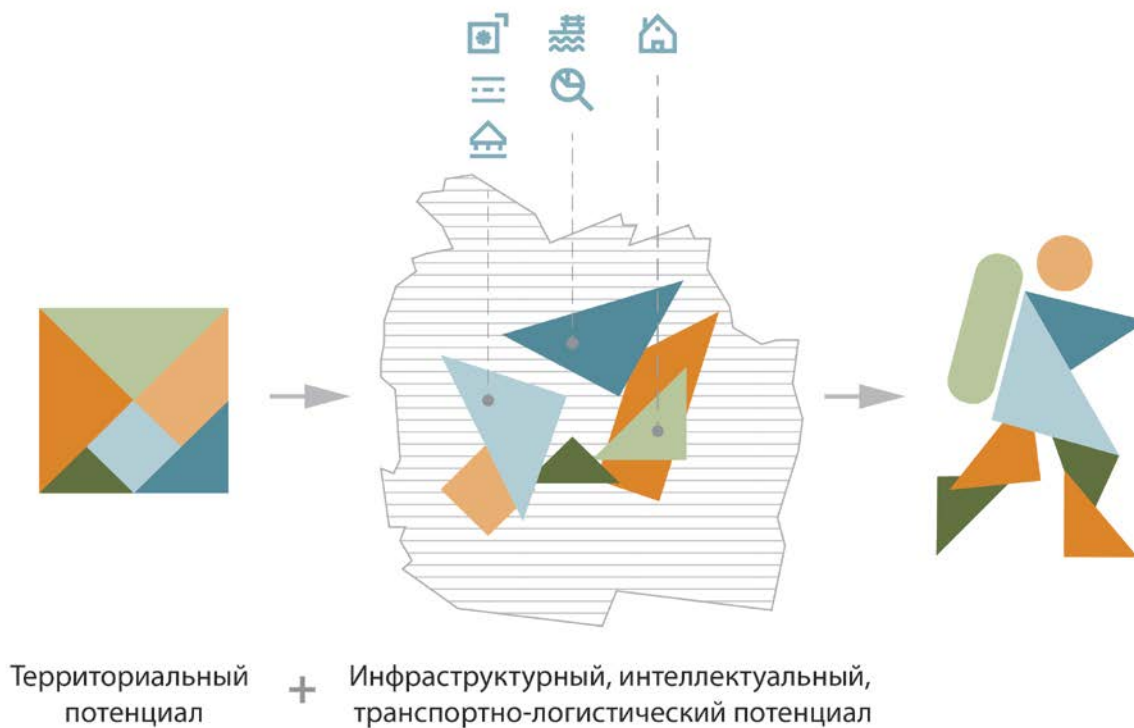 Территориальный
потенциал
+
Инфраструктурный, интеллектуальный,
транспортно-логистический потенциал